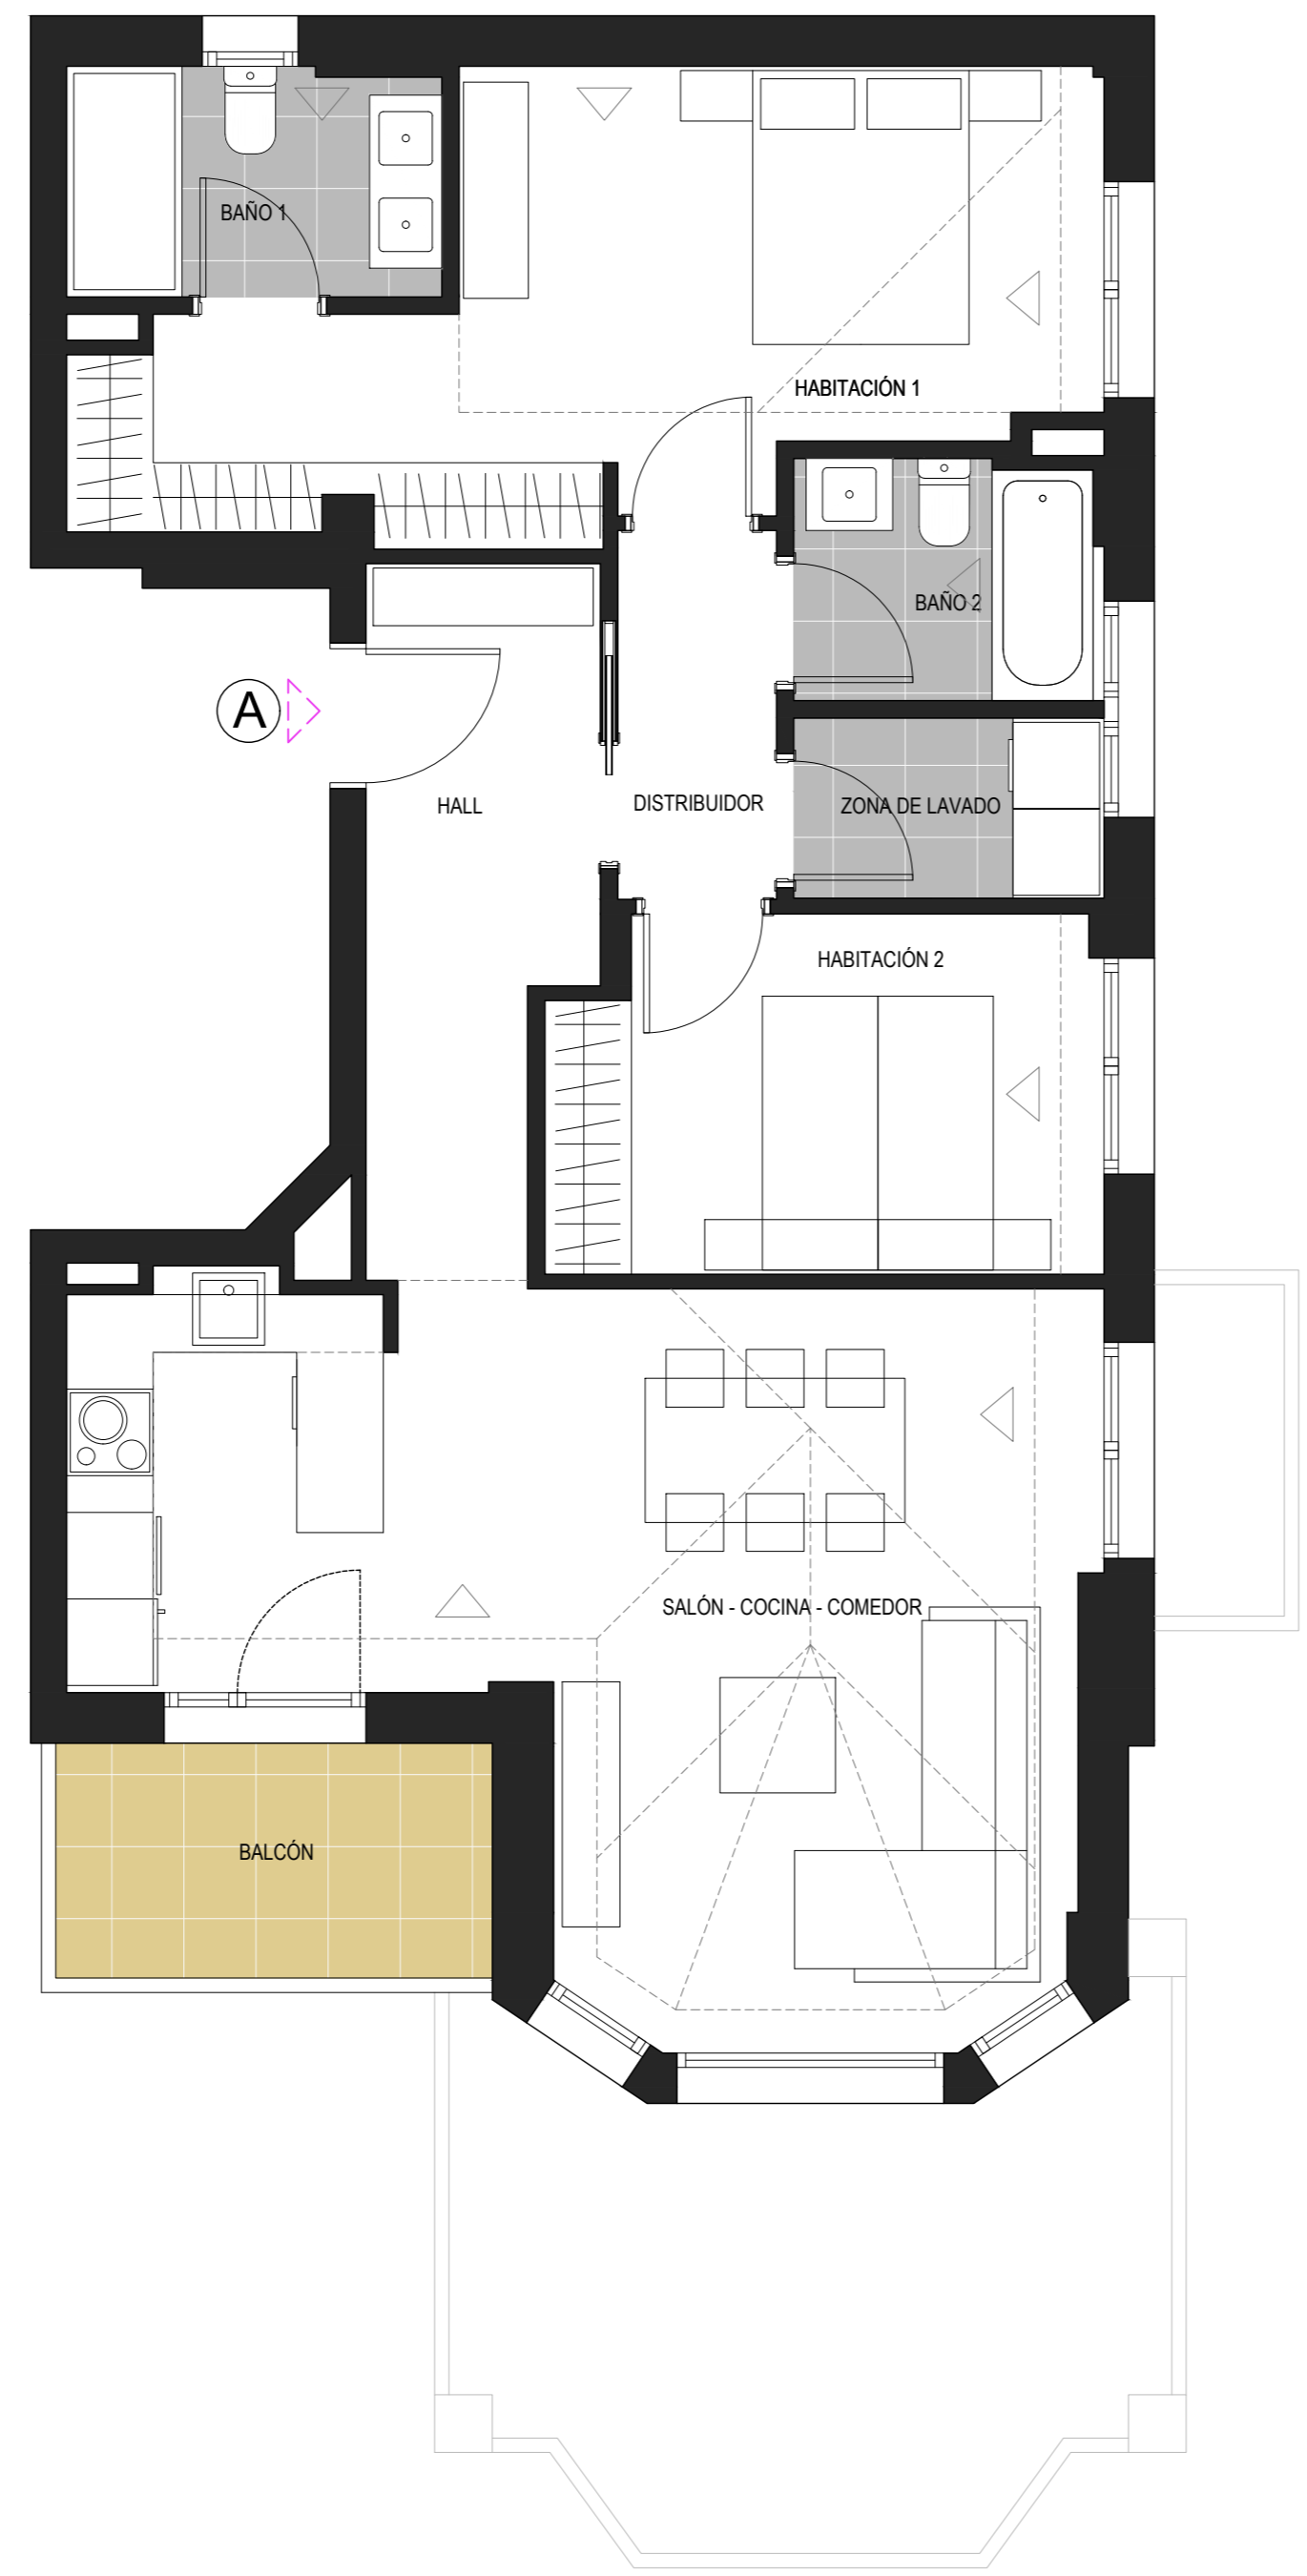 BAÑO 1
HABITACIÓN 1
BAÑO 2
A
HALL
DISTRIBUIDOR
ZONA DE LAVADO
HABITACIÓN 2
SALÓN - COCINA - COMEDOR
BALCÓN